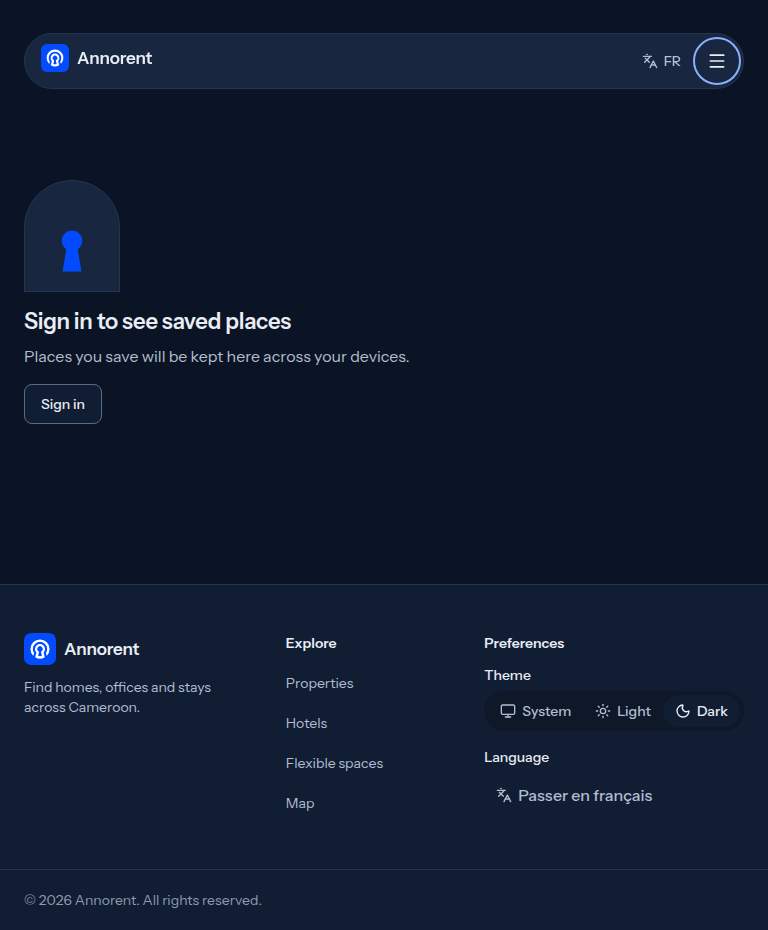 Annorent
FR
Sign in to see saved places
Places you save will be kept here across your devices.
Sign in
Annorent
Find homes, offices and stays
across Cameroon.
Explore
Properties
Hotels
Flexible spaces
Map
Preferences
Theme
System
Light
Dark
Language
Passer en français
© 2026 Annorent. All rights reserved.